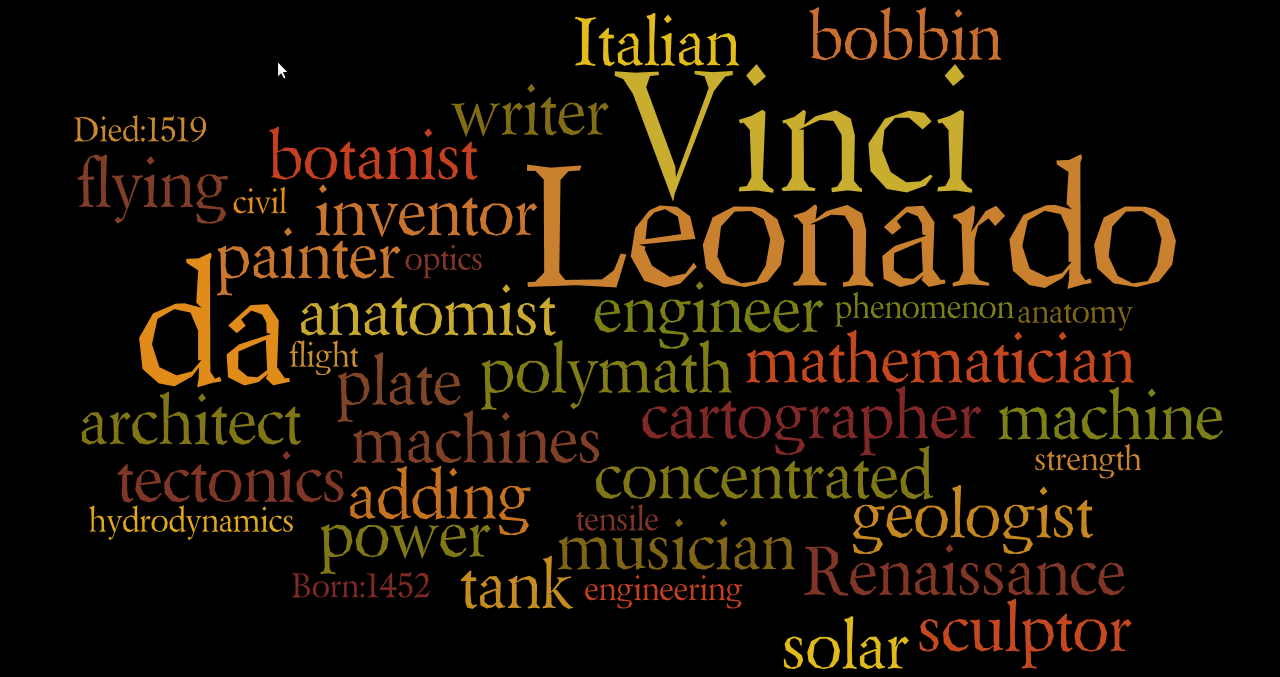 Italian bobbin
Vinci
writer
Died:1519
botanist
flying
civil
inventor
Leonardo
painter optics
da
anatomist engineer phenomenon anatomy
flight
plate polymath mathematician
architect
machines cartographer machine
strength
tectonics adding concentrated
hydrodynamics
power tensile geologist
musician
Born:1452 tank engineering Renaissance
solar sculptor